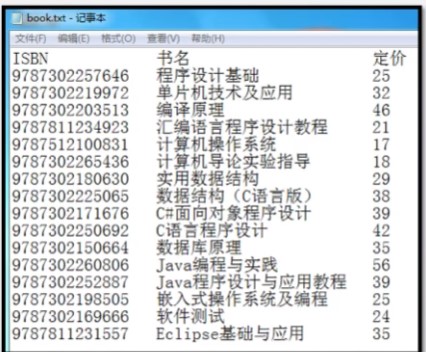 book.txt - 记事本
文件(F) 编辑(E) 格式(O) 查看(V) 帮助(H)
ISBN 书名 定价
9787302257646 程序设计基础 25
9787302219972 单片机技术及应用 32
9787302203513 编译原理 46
9787811234923 汇编语言程序设计教程 21
9787512100831 计算机操作系统 17
9787302265436 计算机导论实验指导 18
9787302180630 实用数据结构 29
9787302225065 数据结构（C语言版） 38
9787302171676 C#面向对象程序设计 39
9787302250692 C语言程序设计 42
9787302150664 数据库原理 35
9787302260806 Java编程与实践 56
9787302252887 Java程序设计与应用教程 39
9787302198505 嵌入式操作系统及编程 25
9787302169666 软件测试 24
9787811231557 Eclipse基础与应用 35